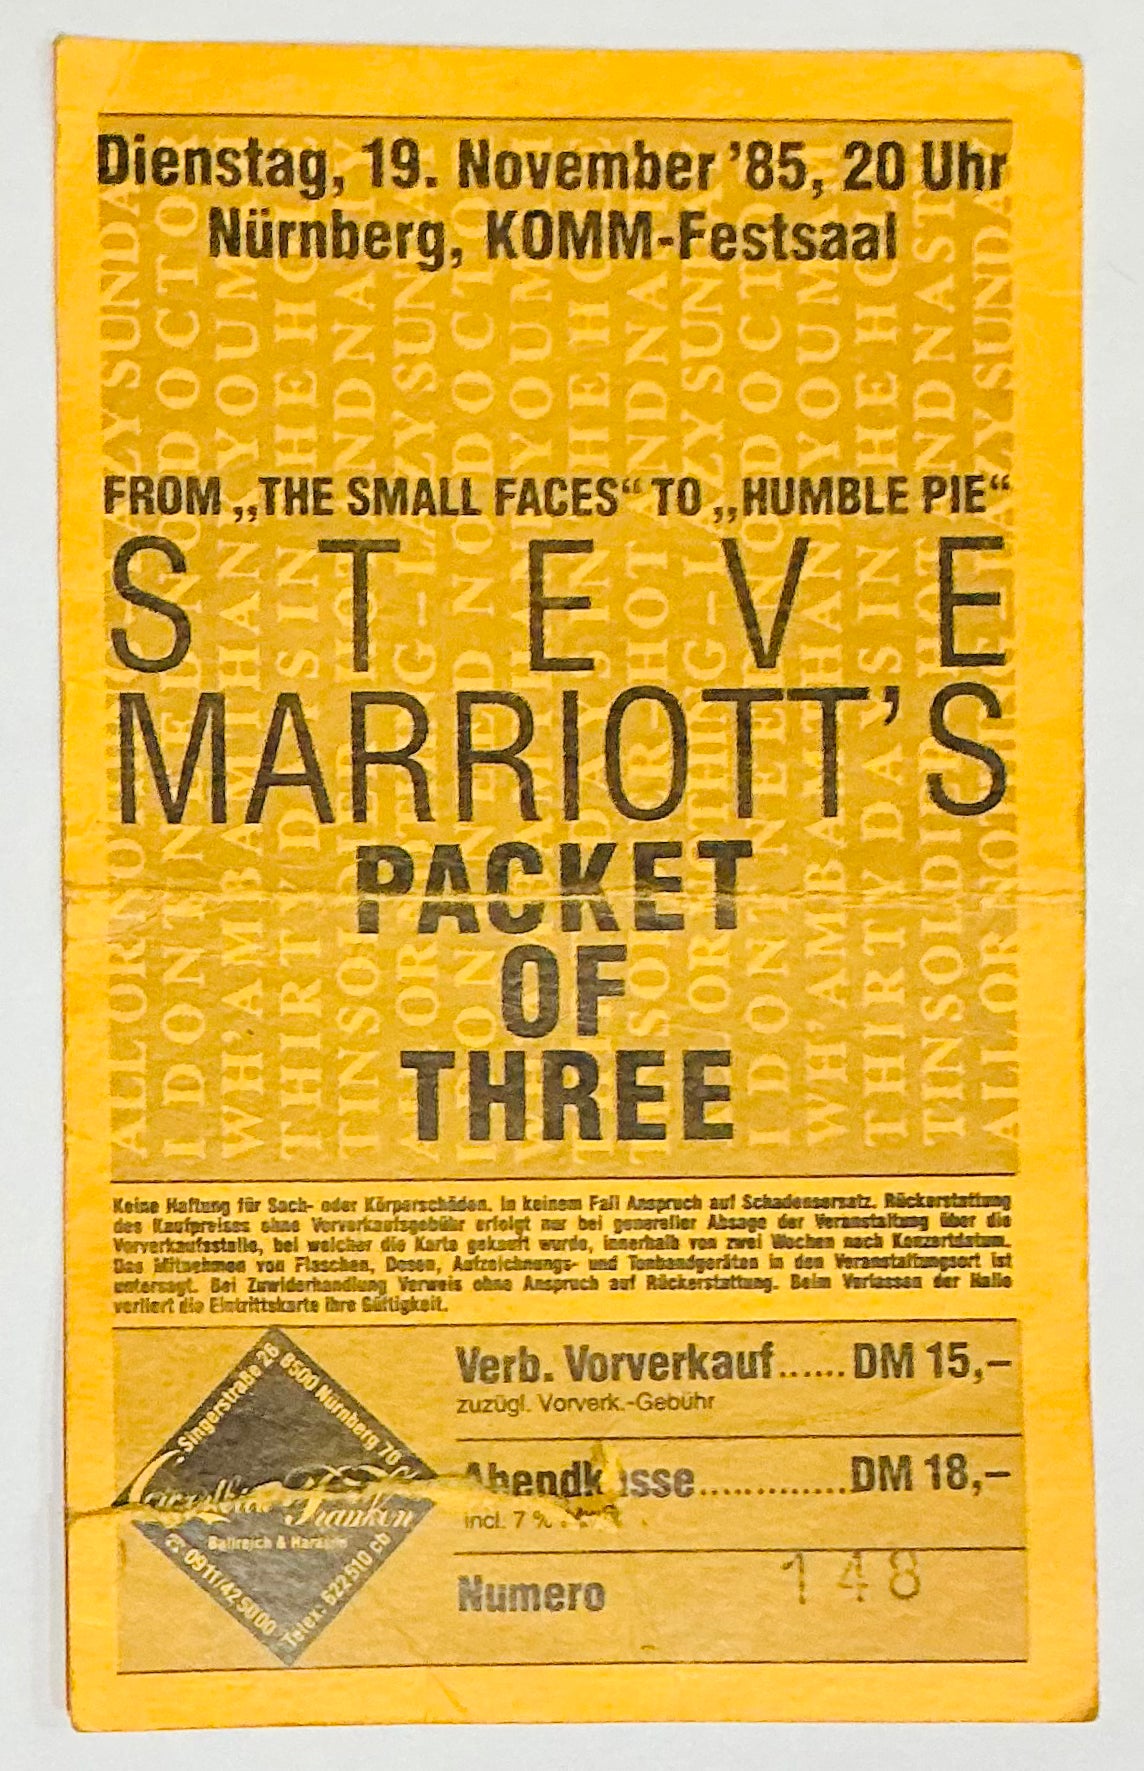 Dienstag, 19. November '85, 20 Uhr
Nürnberg, KOMM-Festsaal
FROM „THE SMALL FACES“ TO „HUMBLE PIE“
STEVE
MARRIOTT'S
PACKET
OF
THREE
Keine Haftung für Sach- oder Körperschäden. In keinem Fall Anspruch auf Schadensersatz. Rückerstattung
des Kaufpreises ohne Vorverkaufsgebühr erfolgt nur bei genereller Absage der Veranstaltung über die
Vorverkaufsstelle, bei welcher die Karte gekauft wurde, innerhalb von zwei Wochen nach Konzertdatum.
Das Mitnehmen von Flaschen, Dosen, Aufzeichnungs- und Tonbandgeräten in den Veranstaltungsort ist
untersagt. Bei Zuwiderhandlung Verweis ohne Anspruch auf Rückerstattung. Beim Verlassen der Halle
verliert die Eintrittskarte ihre Gültigkeit.
Singerstraße 26
8500 Nürnberg 70
Franken
Ballreich &
☎ 0911/425000
Telex. 622510 cb
Verb. Vorverkauf...... DM 15,–
zuzügl. Vorverk.-Gebühr
Abendkasse.............DM 18,–
incl. 7 %
Numero 148